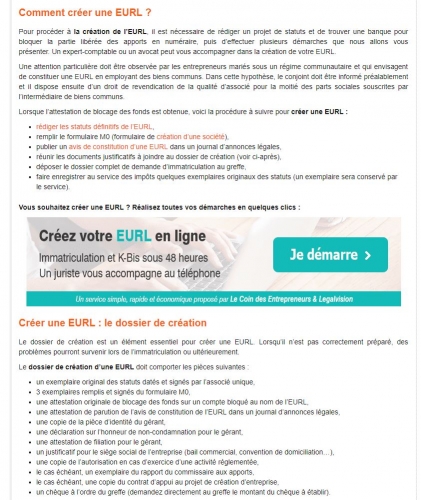 Comment créer une EURL ?
Pour procéder à la création de l'EURL, il est nécessaire de rédiger un projet de statuts et de trouver une banque pour
bloquer la partie libérée des apports en numéraire, puis d'effectuer plusieurs démarches que nous allons vous
présenter. Un expert-comptable ou un avocat peut vous accompagner dans la création de votre EURL.
Une attention particulière doit être observée par les entrepreneurs mariés sous un régime communautaire et qui envisagent
de constituer une EURL en employant des biens communs. Dans cette hypothèse, le conjoint doit être informé préalablement
et il dispose ensuite d'un droit de revendication de la qualité d'associé pour la moitié des parts sociales souscrites par
l'intermédiaire de biens communs.
Lorsque l'attestation de blocage des fonds est obtenue, voici la procédure à suivre pour créer une EURL :
• rédiger les statuts définitifs de l'EURL,
• remplir le formulaire M0 (formulaire de création d'une société),
• publier un avis de constitution d'une EURL dans un journal d'annonces légales,
• réunir les documents justificatifs à joindre au dossier de création (voir ci-après),
• déposer le dossier complet de demande d'immatriculation au greffe,
• faire enregistrer au service des impôts quelques exemplaires originaux des statuts (un exemplaire sera conservé par
le service).
Vous souhaitez créer une EURL ? Réalisez toutes vos démarches en quelques clics :
Créez votre EURL en ligne
Immatriculation et K-Bis sous 48 heures
Un juriste vous accompagne au téléphone
Je démarre >
Un service simple, rapide et économique proposé par Le Coin des Entrepreneurs & Legalvision
Créer une EURL : le dossier de création
Le dossier de création est un élément essentiel pour créer une EURL. Lorsqu'il n'est pas correctement préparé, des
problèmes pourront survenir lors de l'immatriculation ou ultérieurement.
Le dossier de création d'une EURL doit comporter les pièces suivantes :
• un exemplaire original des statuts datés et signés par l'associé unique,
• 3 exemplaires remplis et signés du formulaire M0,
• une attestation originale de blocage des fonds sur un compte bloqué au nom de l'EURL,
• une attestation de parution de l'avis de constitution de l'EURL dans un journal d'annonces légales,
• une copie de la pièce d'identité du gérant,
• une déclaration sur l'honneur de non-condamnation pour le gérant,
• une attestation de filiation pour le gérant,
• un justificatif pour le siège social de l'entreprise (bail commercial, convention de domiciliation…),
• une copie de l'autorisation en cas d'exercice d'une activité réglementée,
• le cas échéant, un exemplaire du rapport du commissaire aux apports,
• le cas échéant, une copie du contrat d'appui au projet de création d'entreprise,
• un chèque à l'ordre du greffe (demandez directement au greffe le montant du chèque à établir).